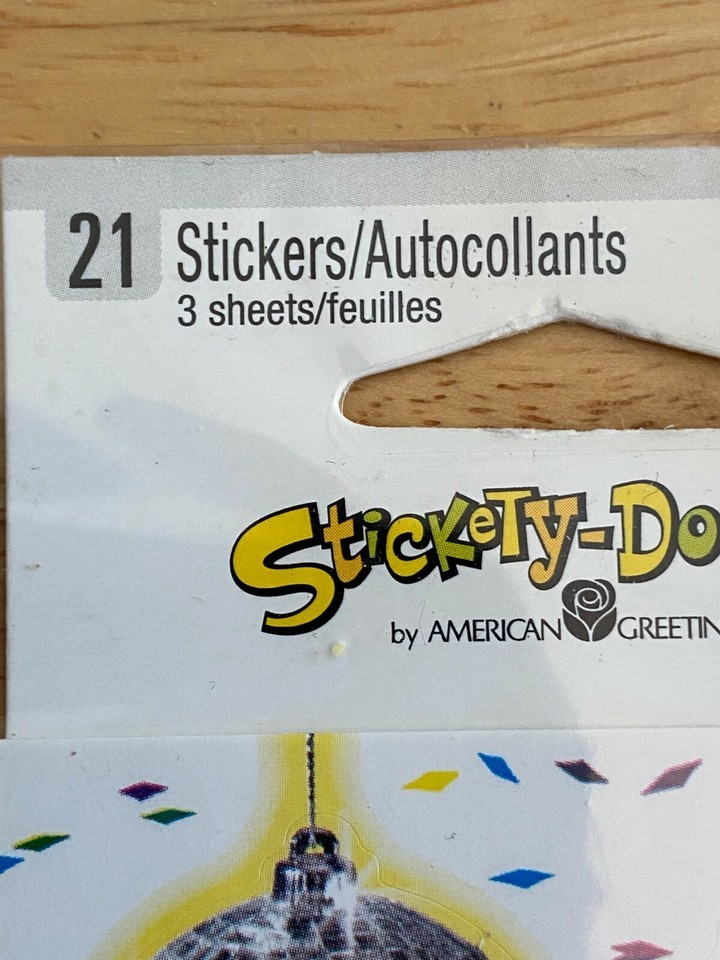 21 Stickers/Autocollants
3 sheets/feuilles
Stickety-Do
by AMERICAN GREETIN